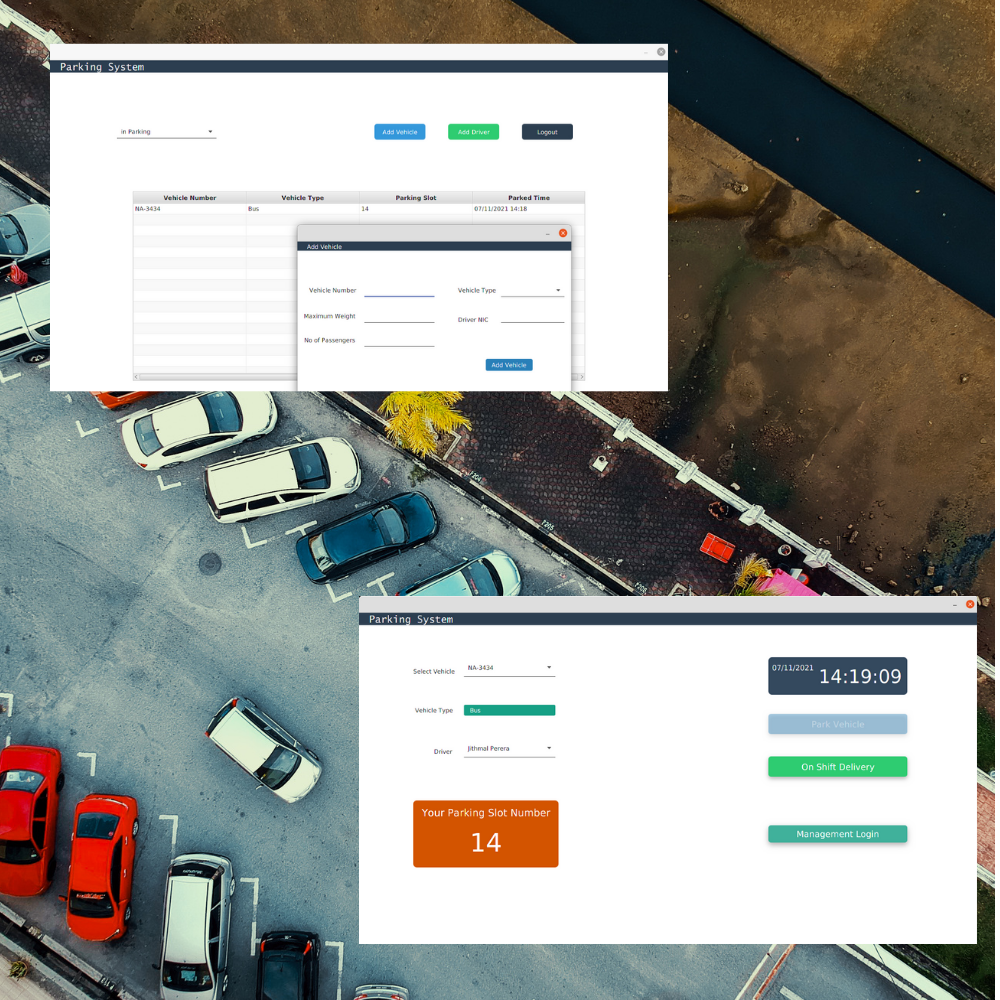 Parking System
in Parking
Add Vehicle
Add Driver
Logout
Vehicle Number Vehicle Type Parking Slot Parked Time
NA-3434 Bus 14 07/11/2021 14:18
Add Vehicle
Vehicle Number
Vehicle Type
Maximum Weight
Driver NIC
No of Passengers
Add Vehicle
Parking System
Select Vehicle NA-3434
07/11/2021 14:19:09
Vehicle Type Bus
Park Vehicle
Driver Jithmal Perera
On Shift Delivery
Your Parking Slot Number
14
Management Login